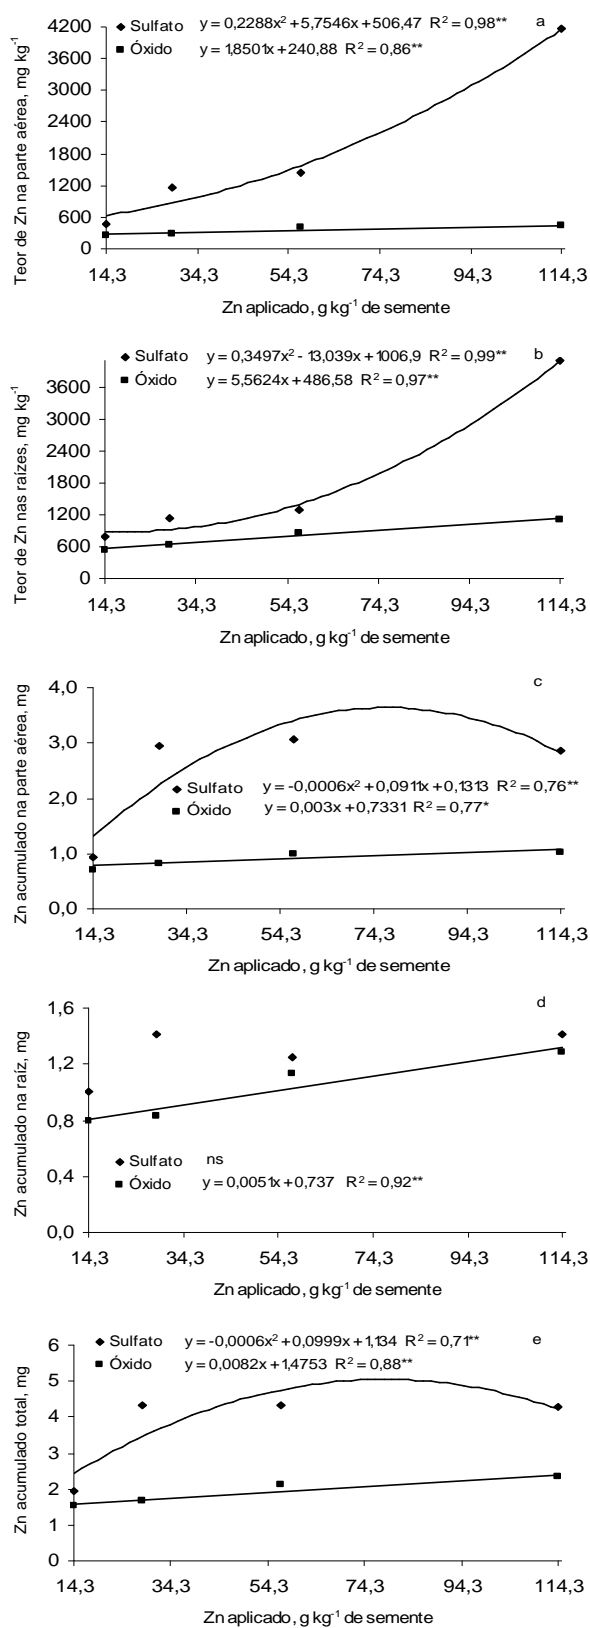 Sulfato y = 0,2288x² + 5,7546x + 506,47 R² = 0,98** a
Óxido y = 1,8501x + 240,88 R² = 0,86**
4200
3600
3000
2400
1800
1200
600
0
Teor de Zn na parte aérea, mg kg⁻¹
14,3 34,3 54,3 74,3 94,3 114,3
Zn aplicado, g kg⁻¹ de semente
Sulfato y = 0,3497x² - 13,039x + 1006,9 R² = 0,99** b
Óxido y = 5,5624x + 486,58 R² = 0,97**
3600
3000
2400
1800
1200
600
0
Teor de Zn nas raízes, mg kg⁻¹
14,3 34,3 54,3 74,3 94,3 114,3
Zn aplicado, g kg⁻¹ de semente
c
4,0
3,0
2,0
1,0
0,0
Zn acumulado na parte aérea, mg
Sulfato y = -0,0006x² + 0,0911x + 0,1313 R² = 0,76**
Óxido y = 0,003x + 0,7331 R² = 0,77*
14,3 34,3 54,3 74,3 94,3 114,3
Zn aplicado, g kg⁻¹ de semente
d
1,6
1,2
0,8
0,4
0,0
Zn acumulado na raíz, mg
Sulfato ns
Óxido y = 0,0051x + 0,737 R² = 0,92**
14,3 34,3 54,3 74,3 94,3 114,3
Zn aplicado, g kg⁻¹ de semente
Sulfato y = -0,0006x² + 0,0999x + 1,134 R² = 0,71** e
Óxido y = 0,0082x + 1,4753 R² = 0,88**
6
5
4
3
2
1
0
Zn acumulado total, mg
14,3 34,3 54,3 74,3 94,3 114,3
Zn aplicado, g kg⁻¹ de semente